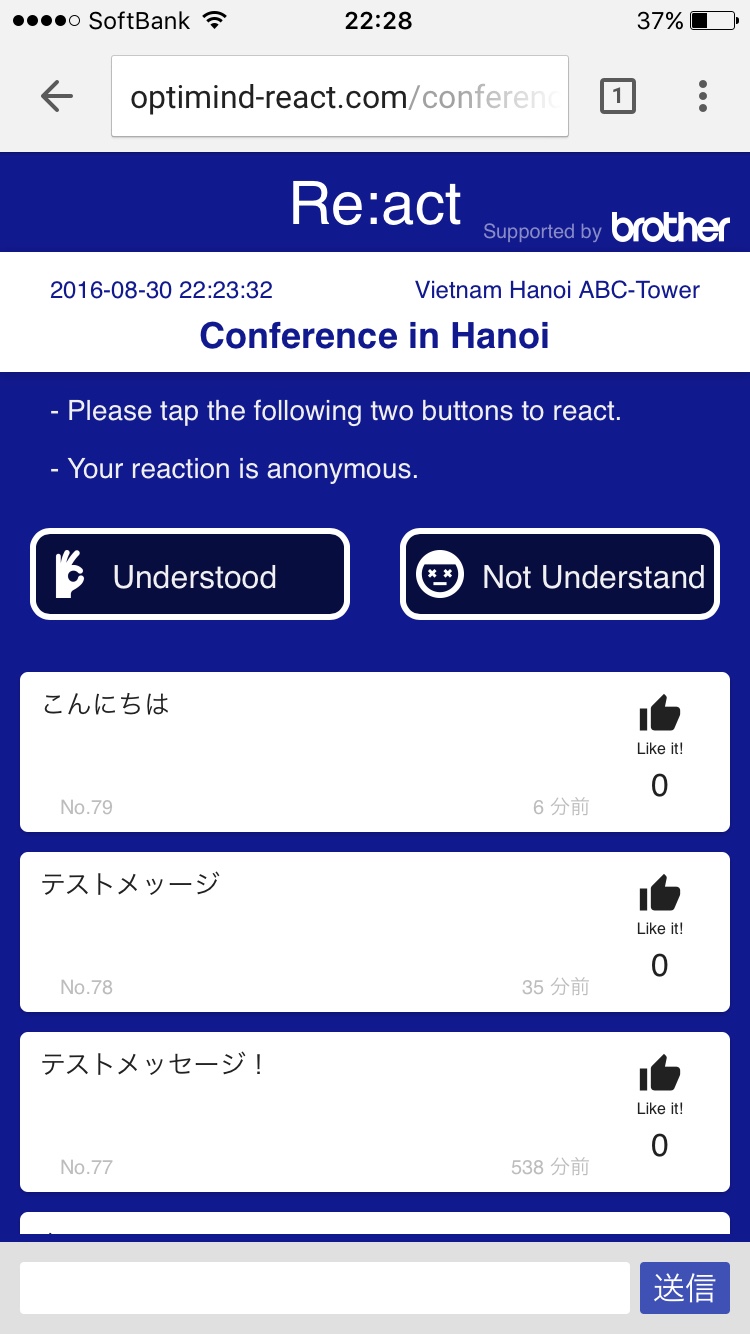 SoftBank 22:28 37%
optimind-react.com/conferenc
1
Re:act
Supported by brother
2016-08-30 22:23:32 Vietnam Hanoi ABC-Tower
Conference in Hanoi
- Please tap the following two buttons to react.
- Your reaction is anonymous.
Understood Not Understand
こんにちは
Like it!
0
No.79 6 分前
テストメッージ
Like it!
0
No.78 35 分前
テストメッセージ！
Like it!
0
No.77 538 分前
送信